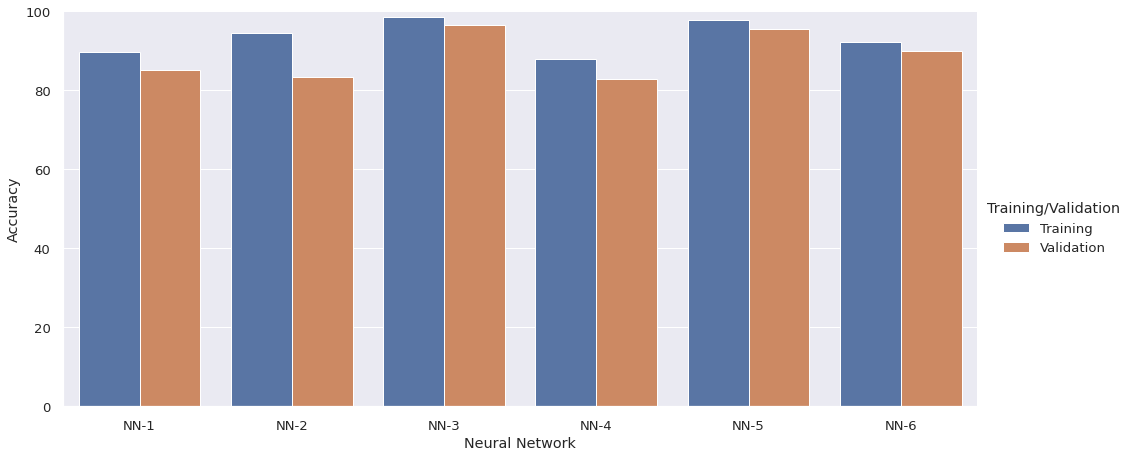 100
80
60
40
20
0
Accuracy
NN-1
NN-2
NN-3
NN-4
NN-5
NN-6
Neural Network
Training/Validation
Training
Validation